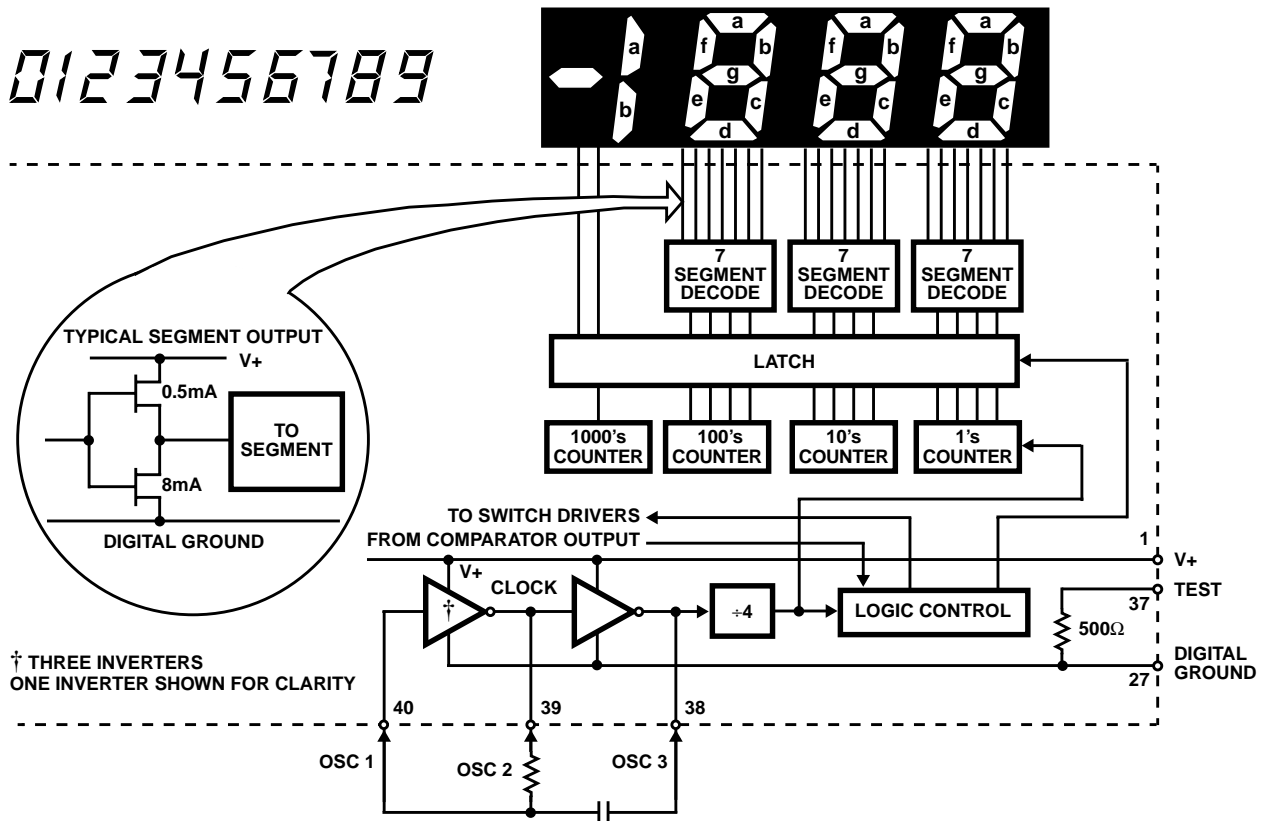 0123456789
a
b
a
f
b
g
e
c
d
a
f
b
g
e
c
d
a
f
b
g
e
c
d
7
SEGMENT
DECODE
7
SEGMENT
DECODE
7
SEGMENT
DECODE
TYPICAL SEGMENT OUTPUT
V+
0.5mA
TO
SEGMENT
8mA
DIGITAL GROUND
LATCH
1000's
COUNTER
100's
COUNTER
10's
COUNTER
1's
COUNTER
TO SWITCH DRIVERS
FROM COMPARATOR OUTPUT
1
V+
V+
CLOCK
†
÷4
LOGIC CONTROL
TEST
37
500Ω
DIGITAL
GROUND
27
† THREE INVERTERS
ONE INVERTER SHOWN FOR CLARITY
40
39
38
OSC 1
OSC 2
OSC 3